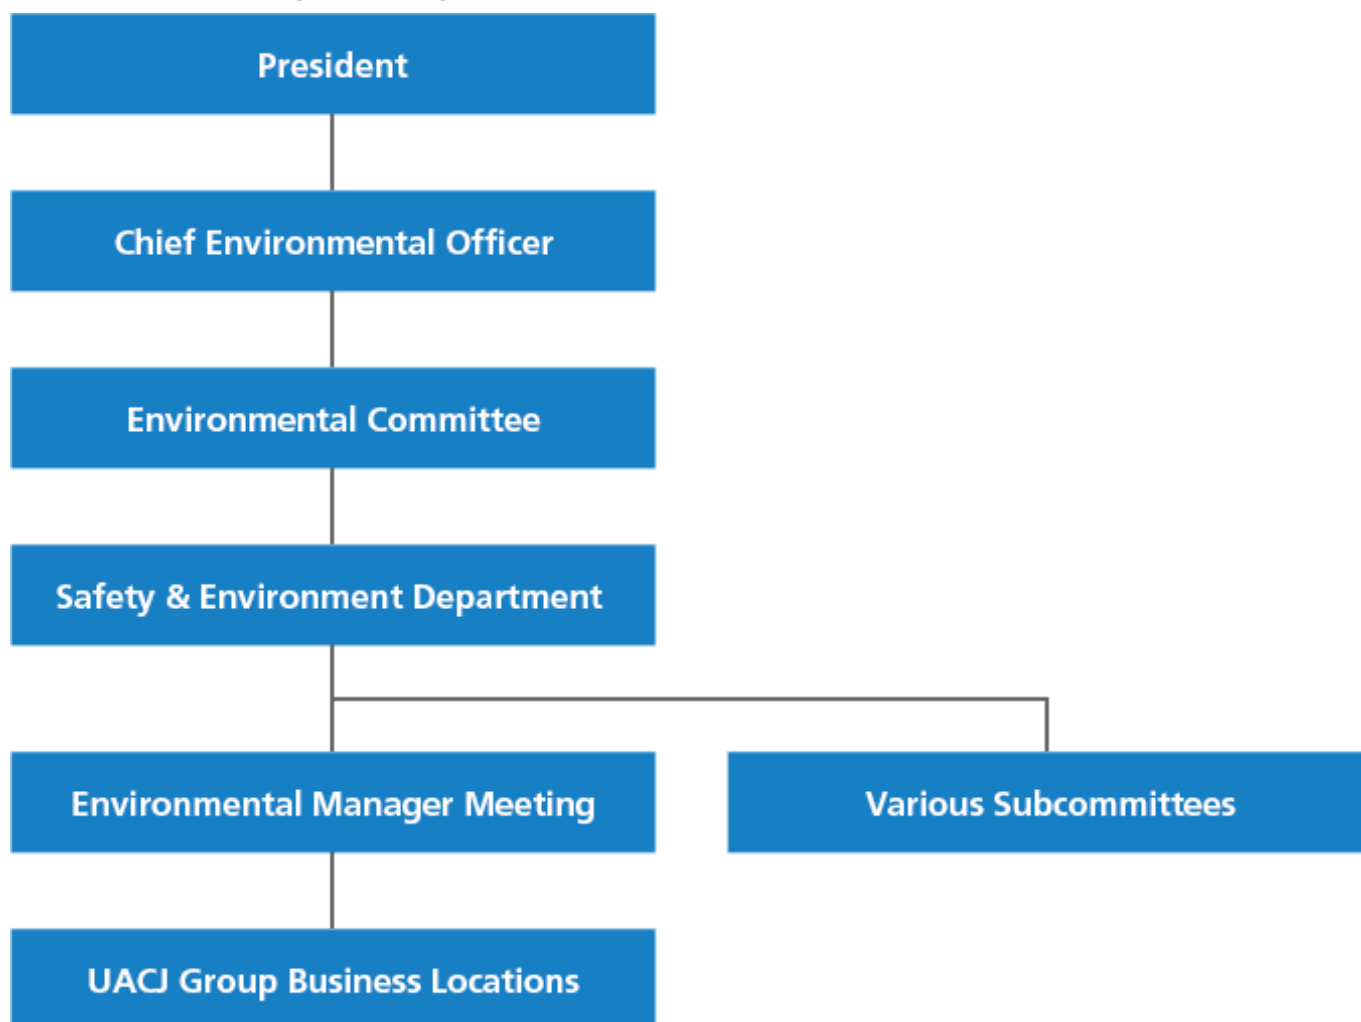 President
Chief Environmental Officer
Environmental Committee
Safety & Environment Department
Environmental Manager Meeting
Various Subcommittees
UACJ Group Business Locations